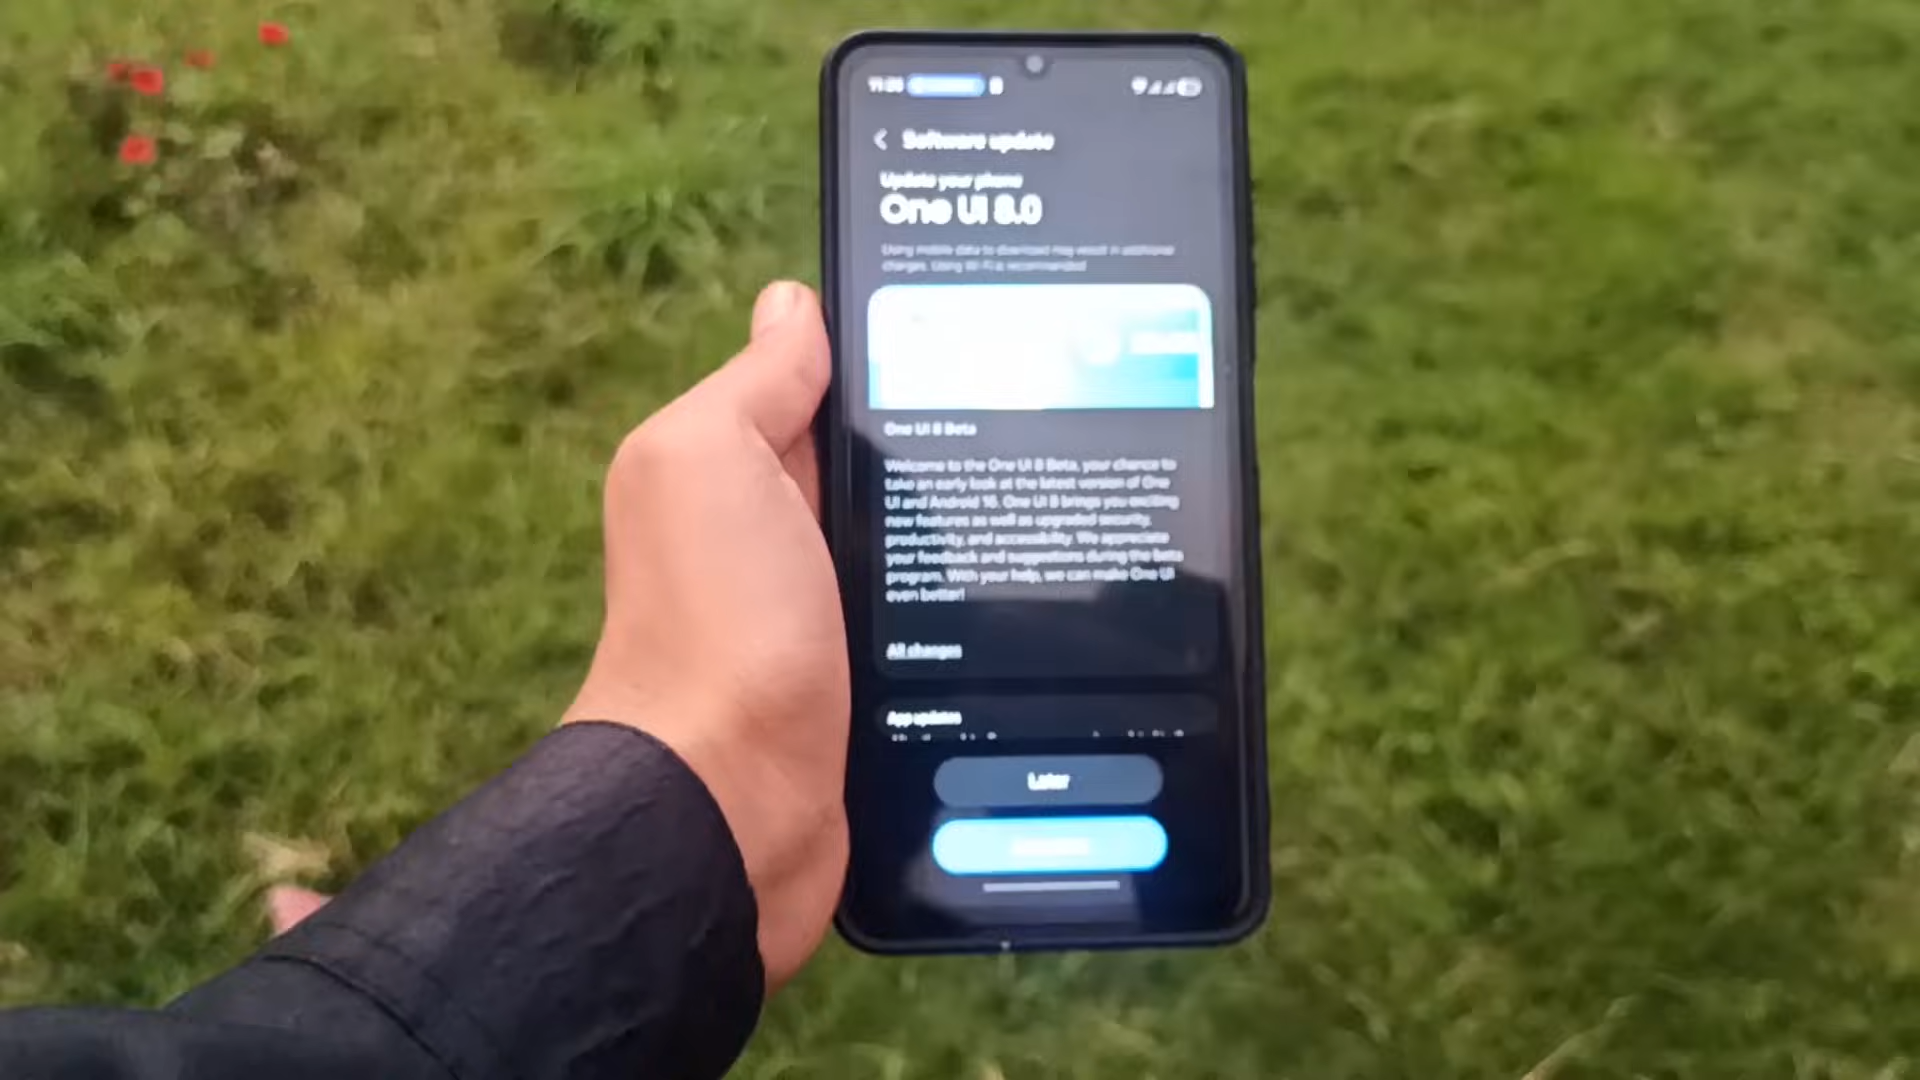 Software update
Update your phone
One UI 8.0
Using mobile data to download may result in additional
charges. Using Wi-Fi is recommended
One UI 8 Beta
Welcome to the One UI 8 Beta, your chance to
take an early look at the latest version of One
UI and Android 16. One UI 8 brings you exciting
new features as well as upgraded security,
productivity, and accessibility. We appreciate
your feedback and suggestions during the beta
program. With your help, we can make One UI
even better!
All changes
App updates
Later